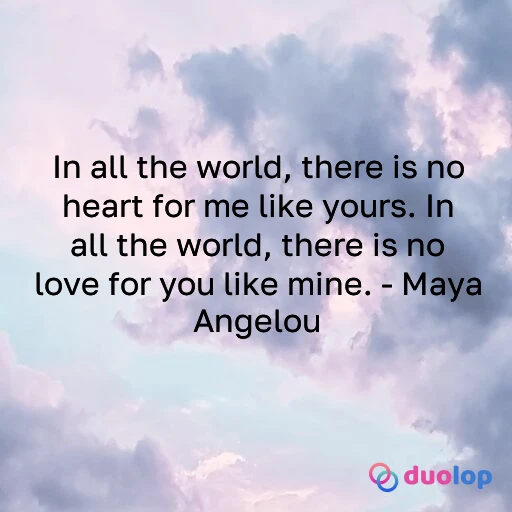 In all the world, there is no
heart for me like yours. In
all the world, there is no
love for you like mine. - Maya
Angelou
duolop